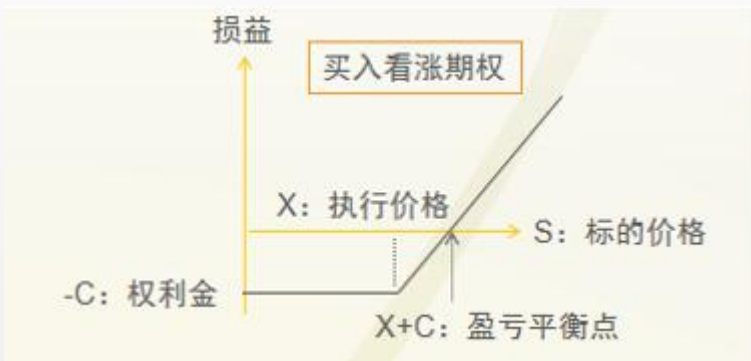 损益
买入看涨期权
X：执行价格
S：标的价格
-C：权利金
X+C：盈亏平衡点